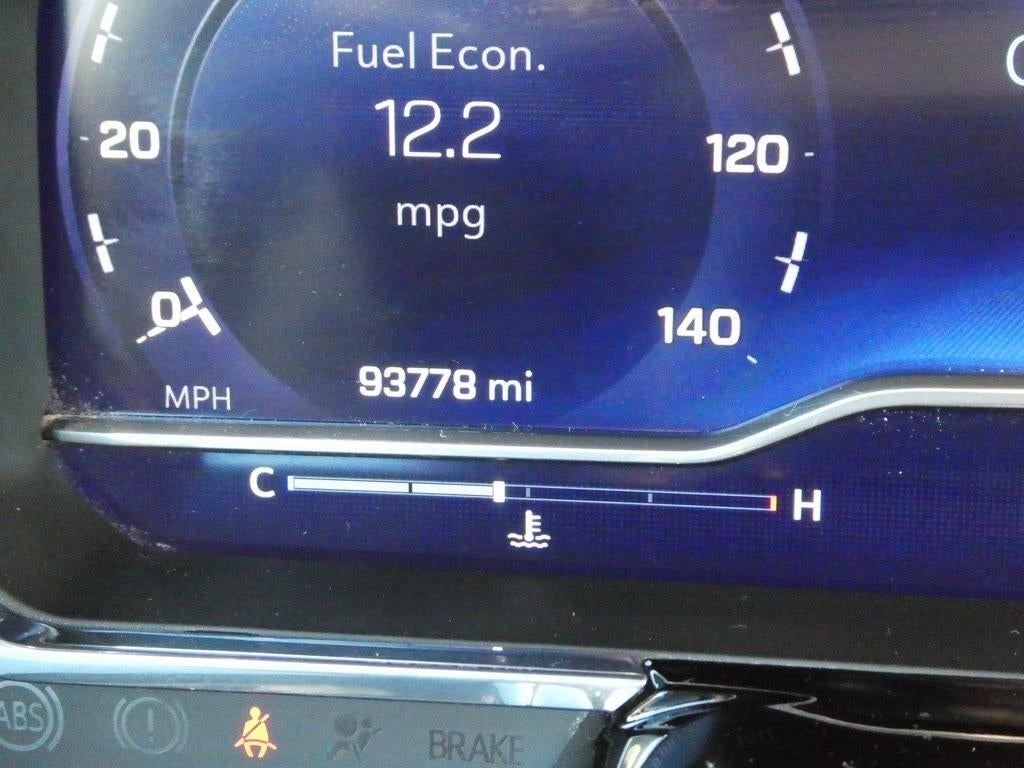 Fuel Econ.
12.2
mpg
20
120
0
140
MPH
93778 mi
C
H
ABS
!
BRAKE